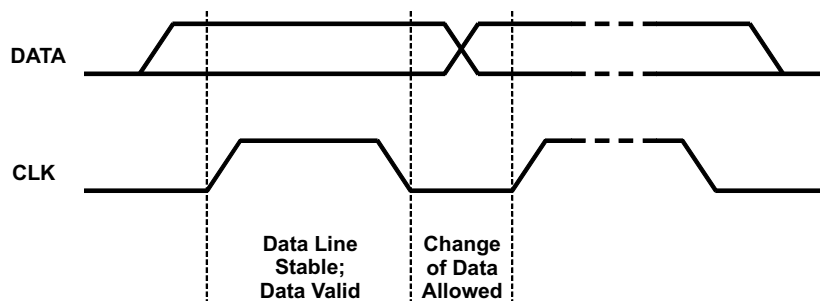 DATA
CLK
Data Line
Stable;
Data Valid
Change
of Data
Allowed